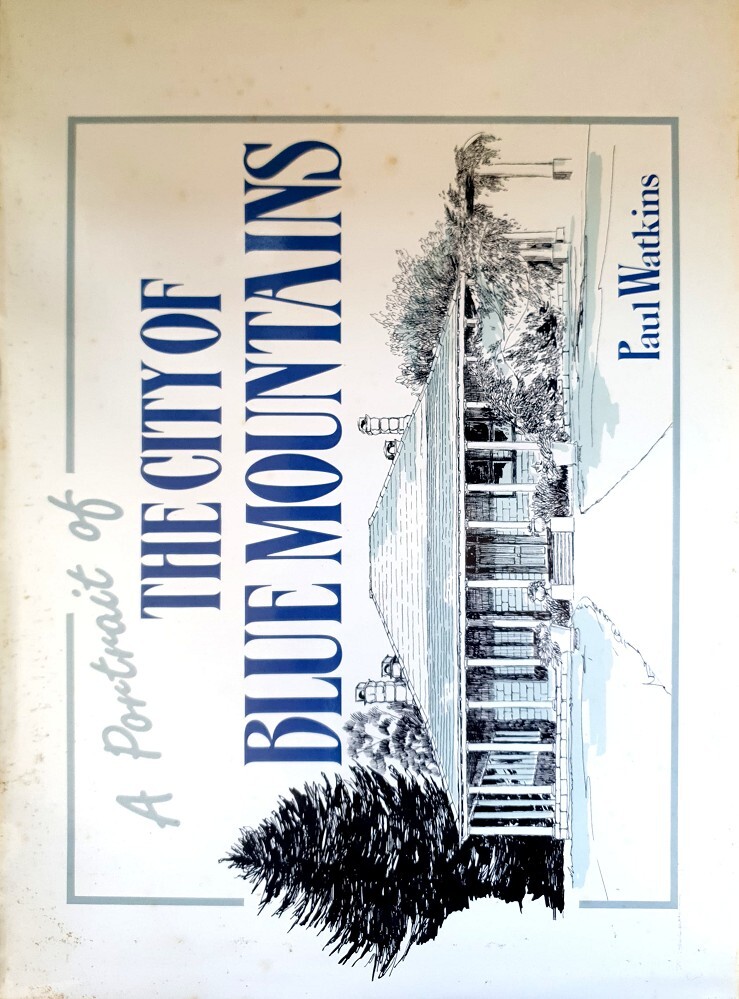 A Portrait of
THE CITY OF
BLUE MOUNTAINS
Paul Watkins